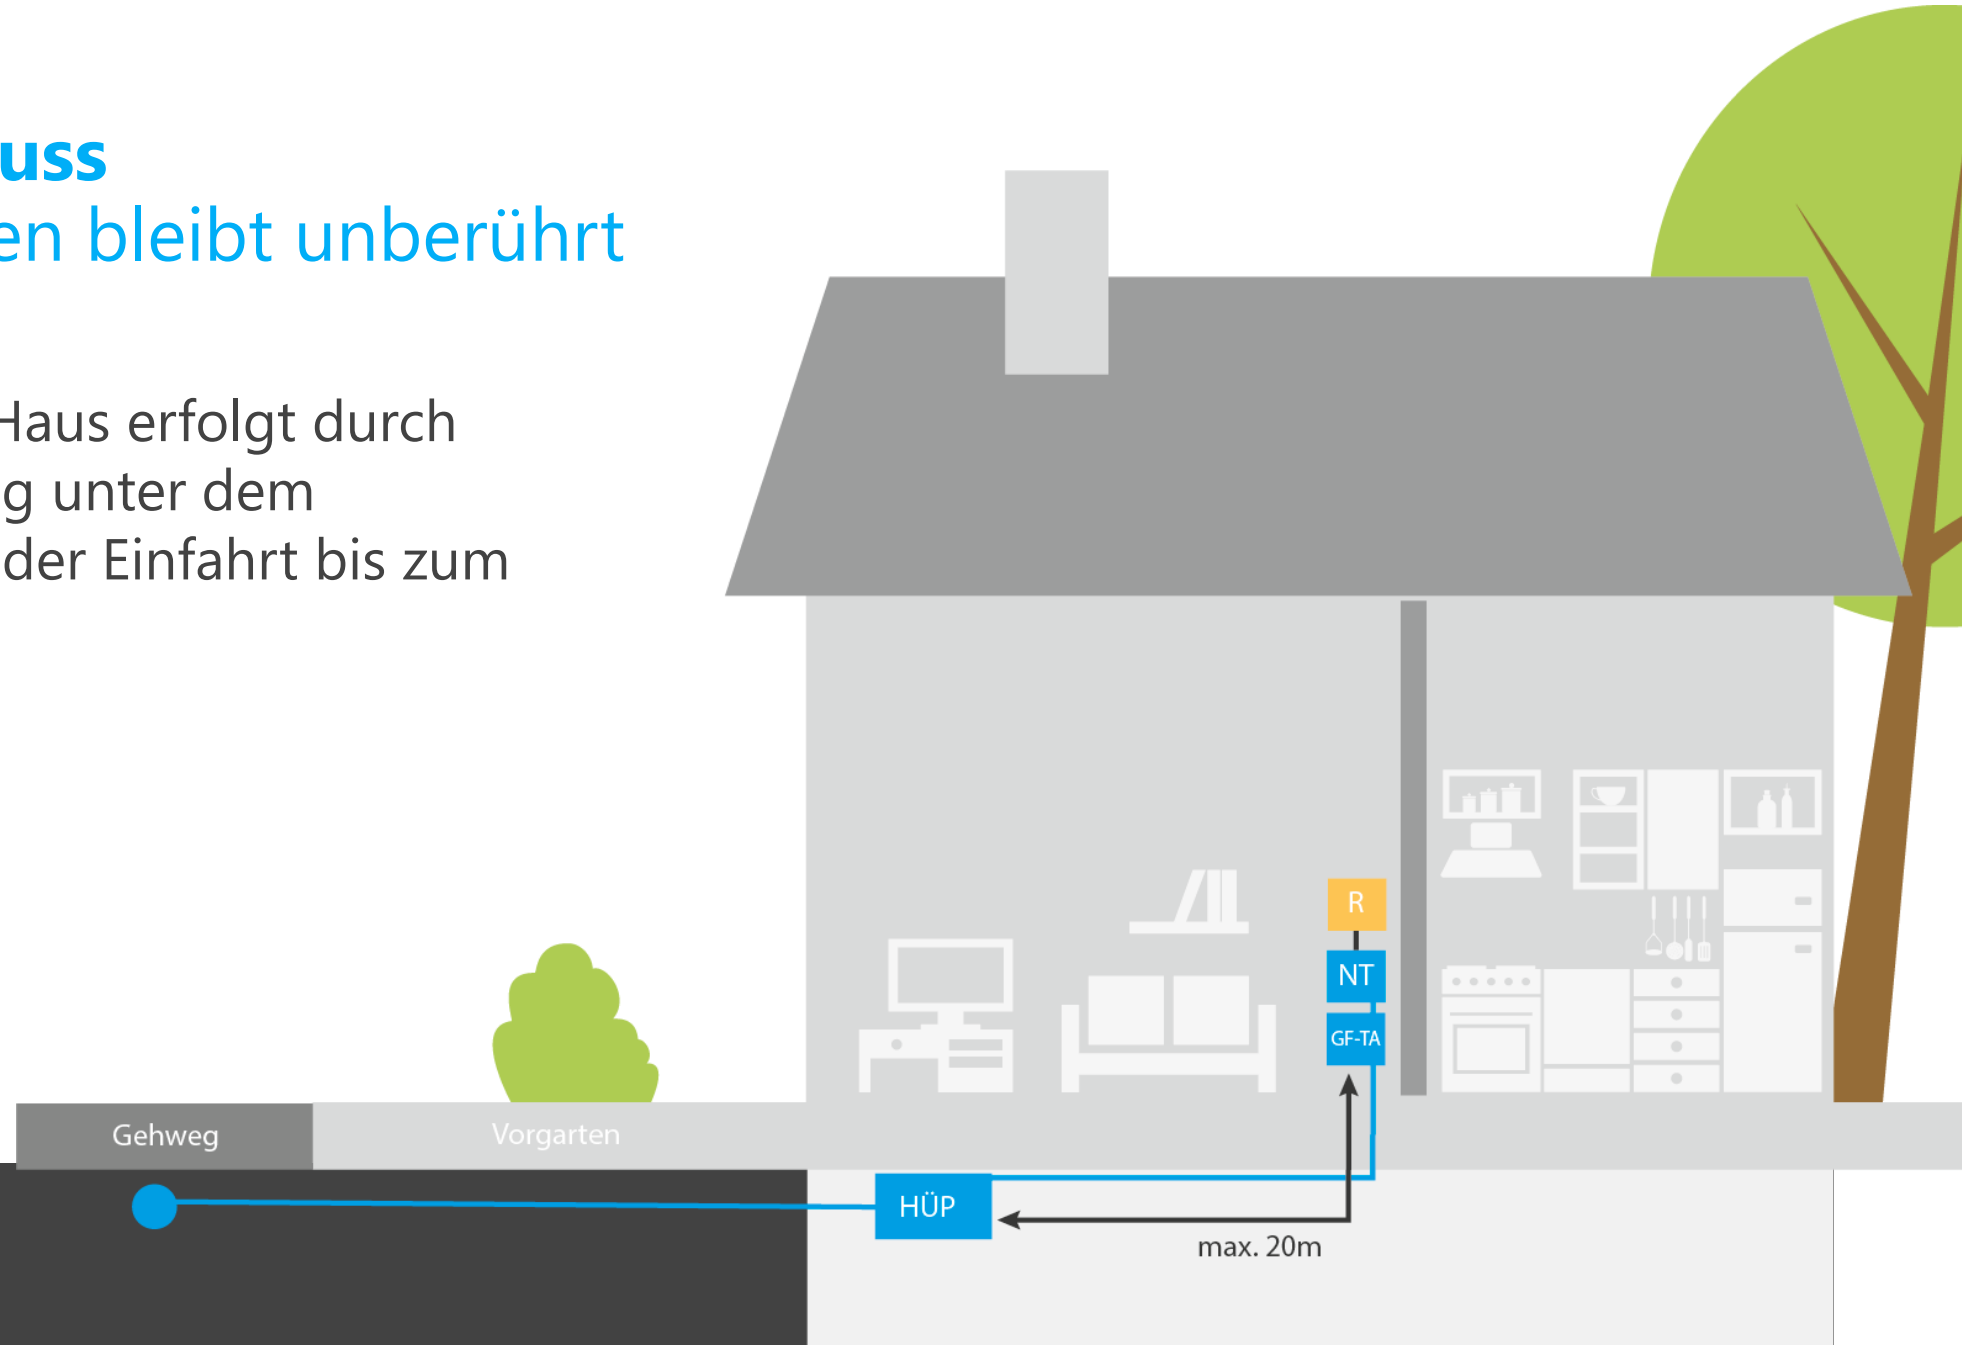 uss
en bleibt unberührt
Haus erfolgt durch
g unter dem
der Einfahrt bis zum
R
NT
GF-TA
Gehweg
Vorgarten
HÜP
max. 20m